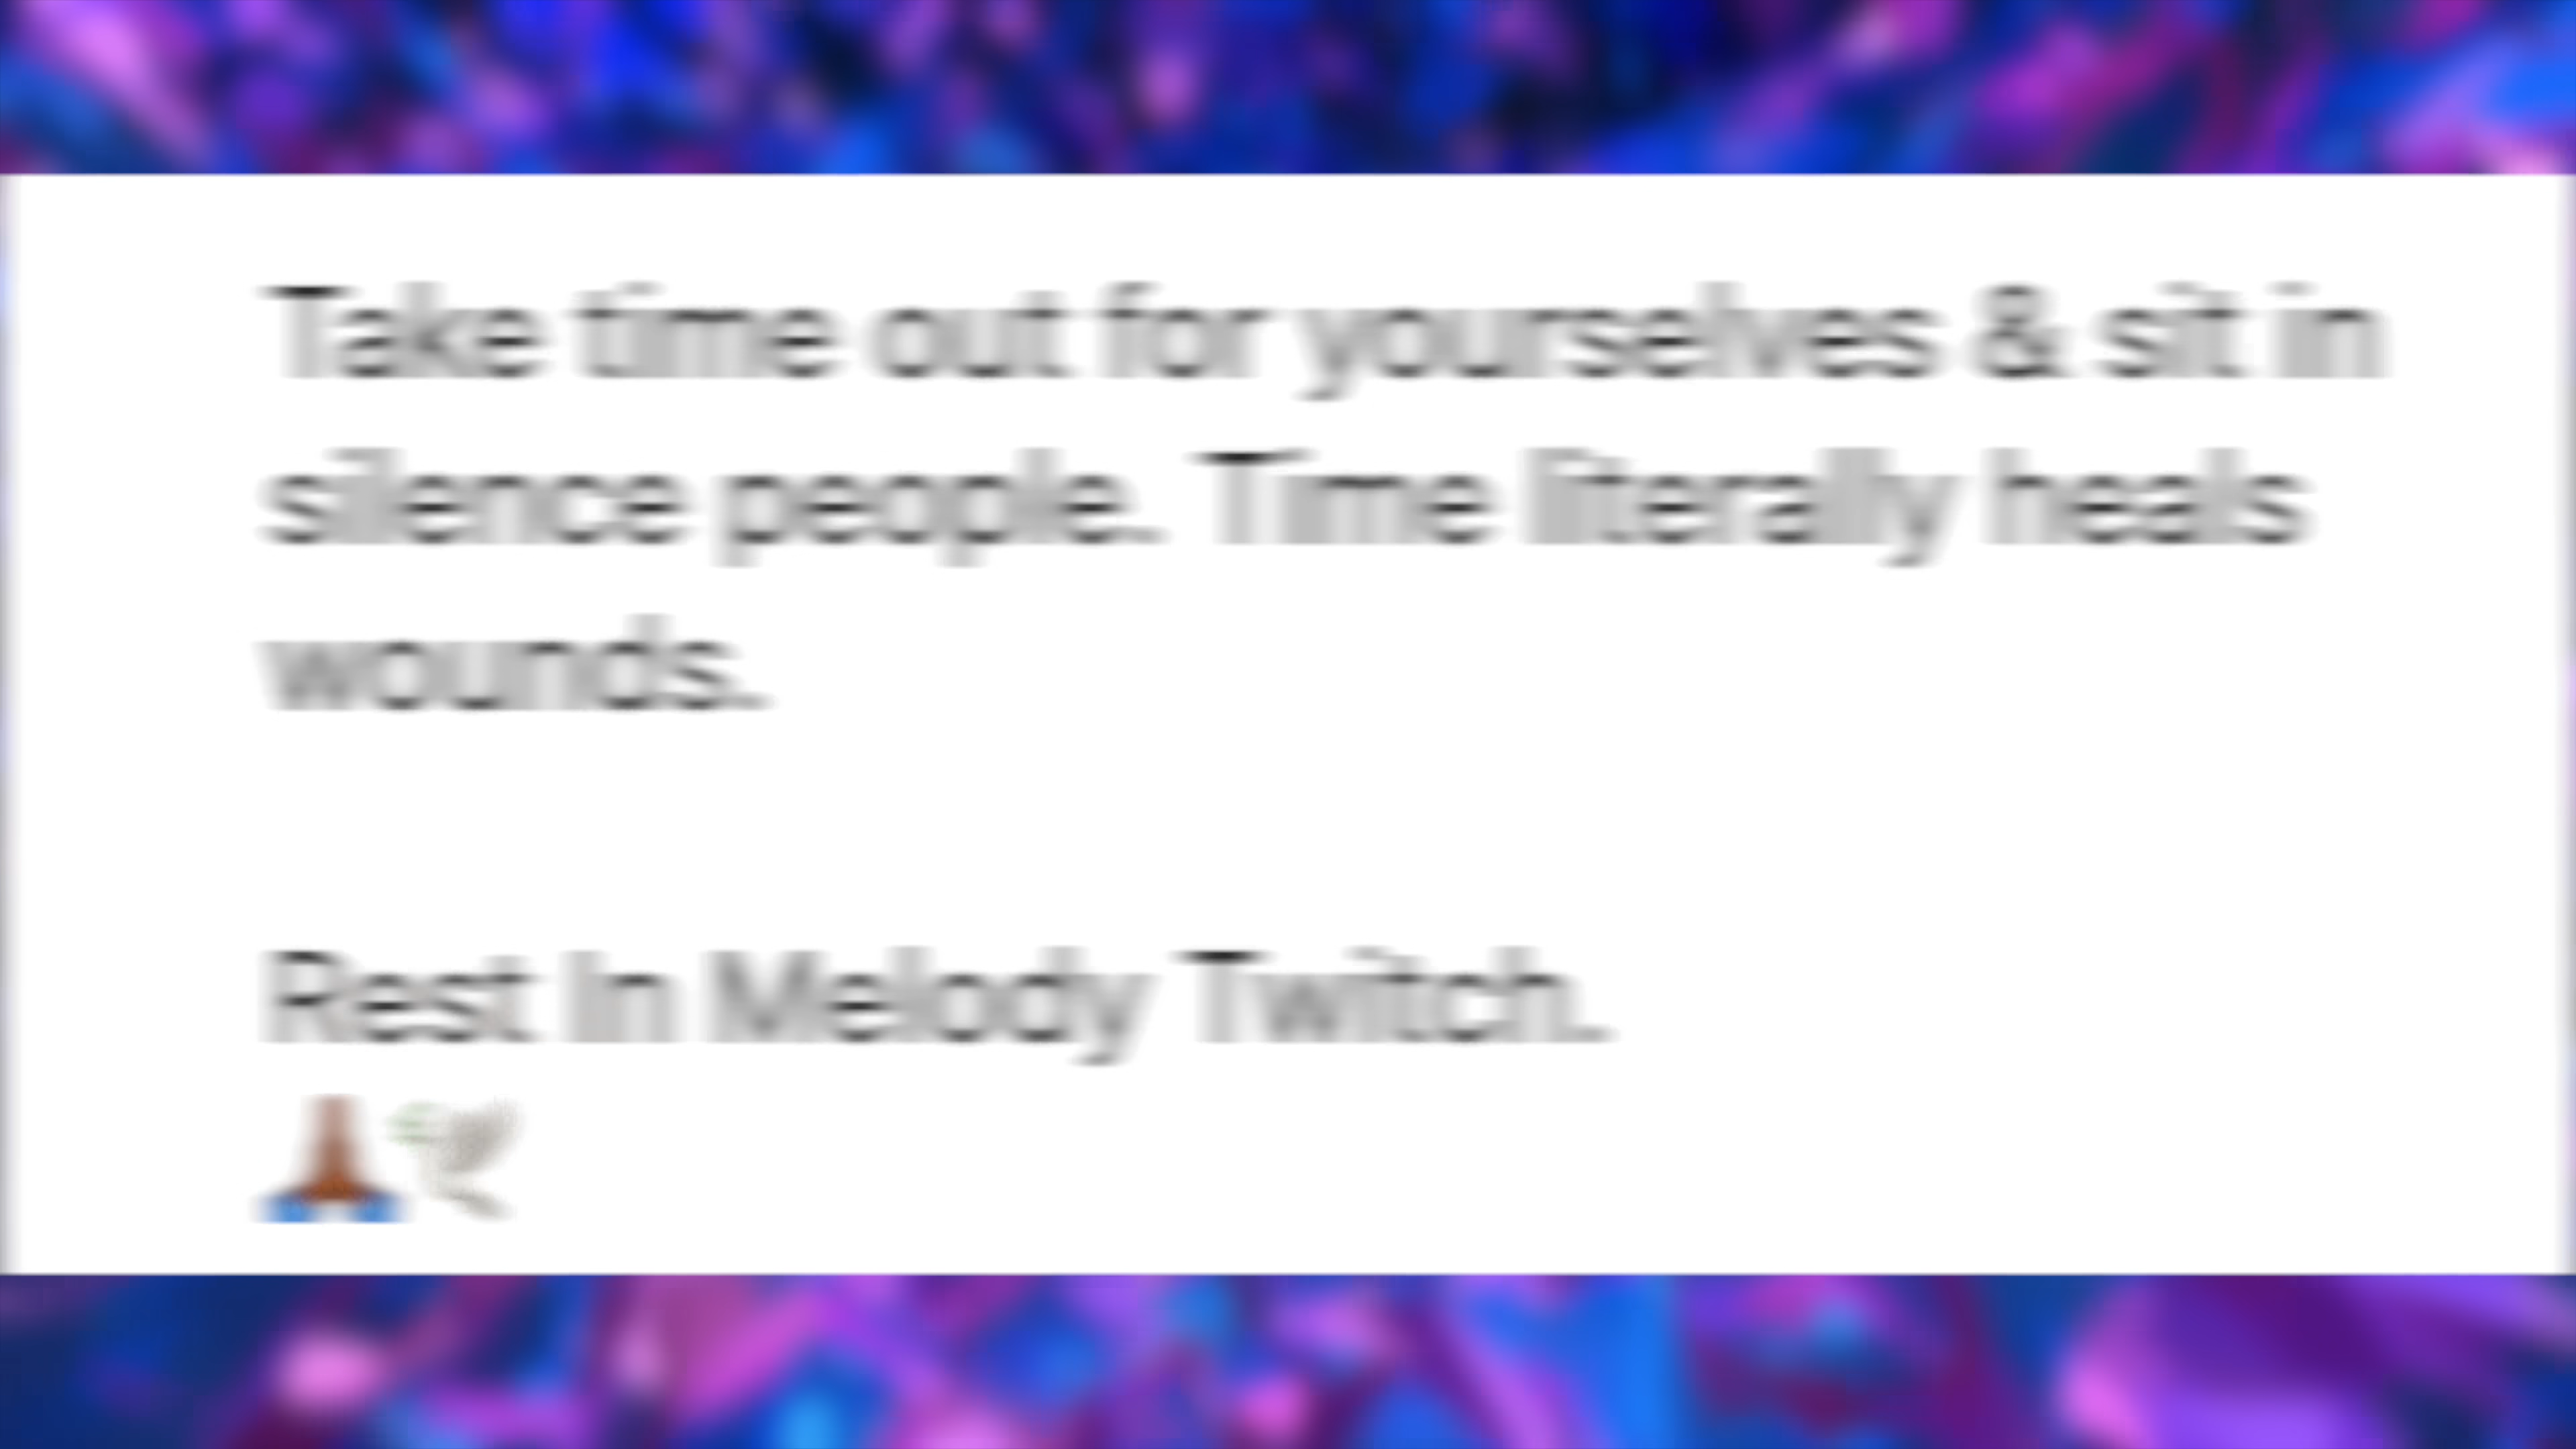 Take time out for yourselves & sit in
silence people. Time literally heals
wounds.
Rest In Melody Twitch.
🙏🏾🕊️